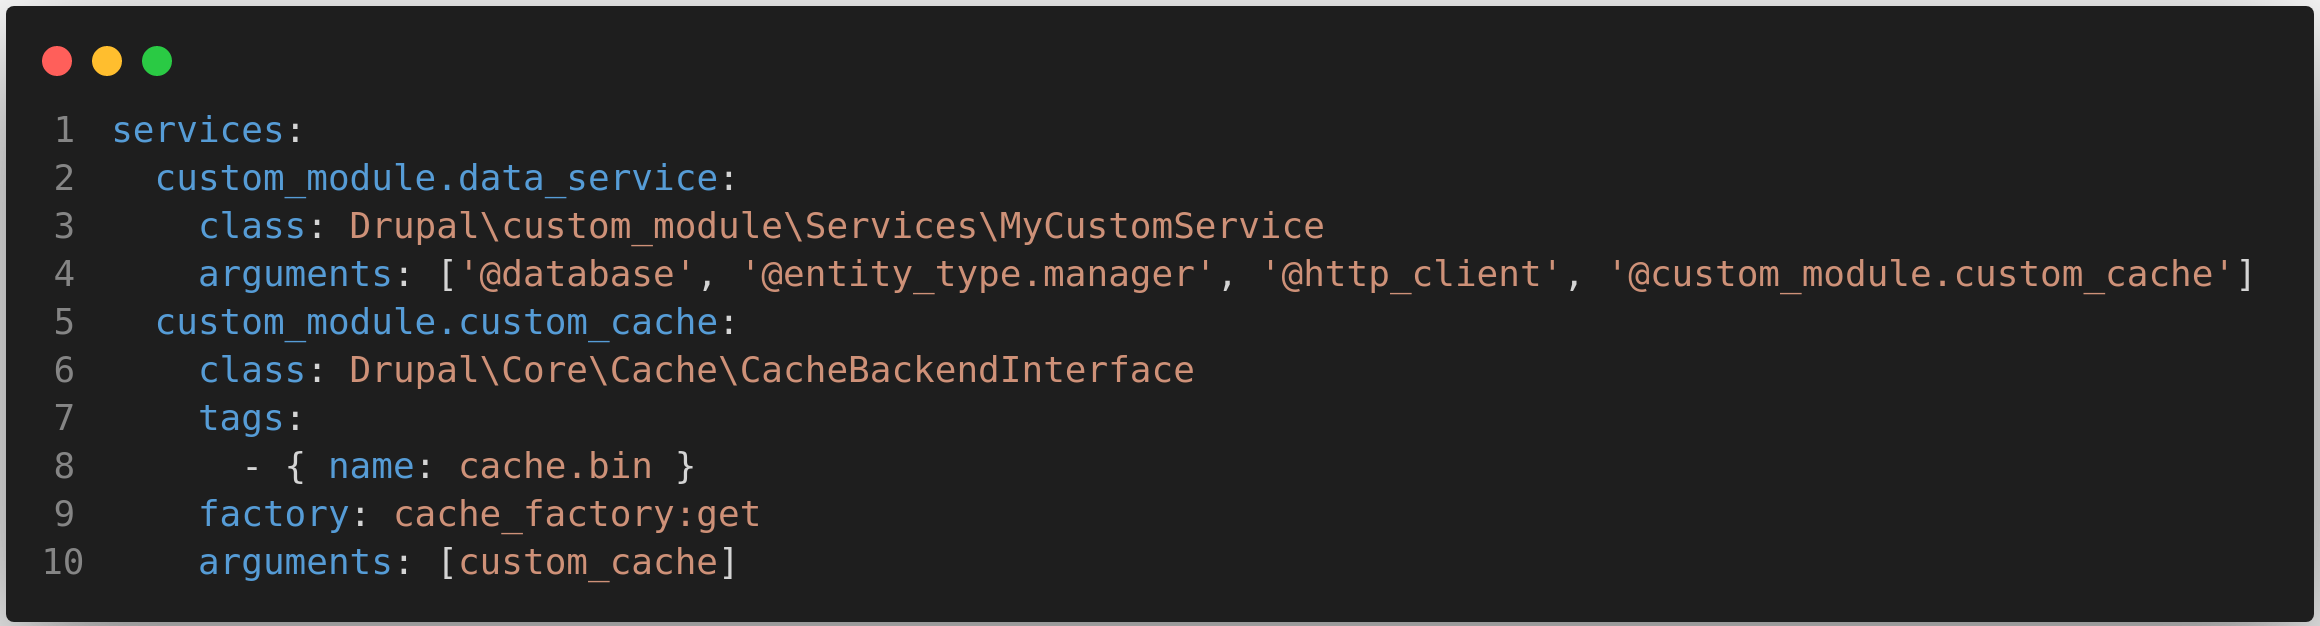 1 services:
2   custom_module.data_service:
3     class: Drupal\custom_module\Services\MyCustomService
4     arguments: ['@database', '@entity_type.manager', '@http_client', '@custom_module.custom_cache']
5   custom_module.custom_cache:
6     class: Drupal\Core\Cache\CacheBackendInterface
7     tags:
8       - { name: cache.bin }
9     factory: cache_factory:get
10     arguments: [custom_cache]